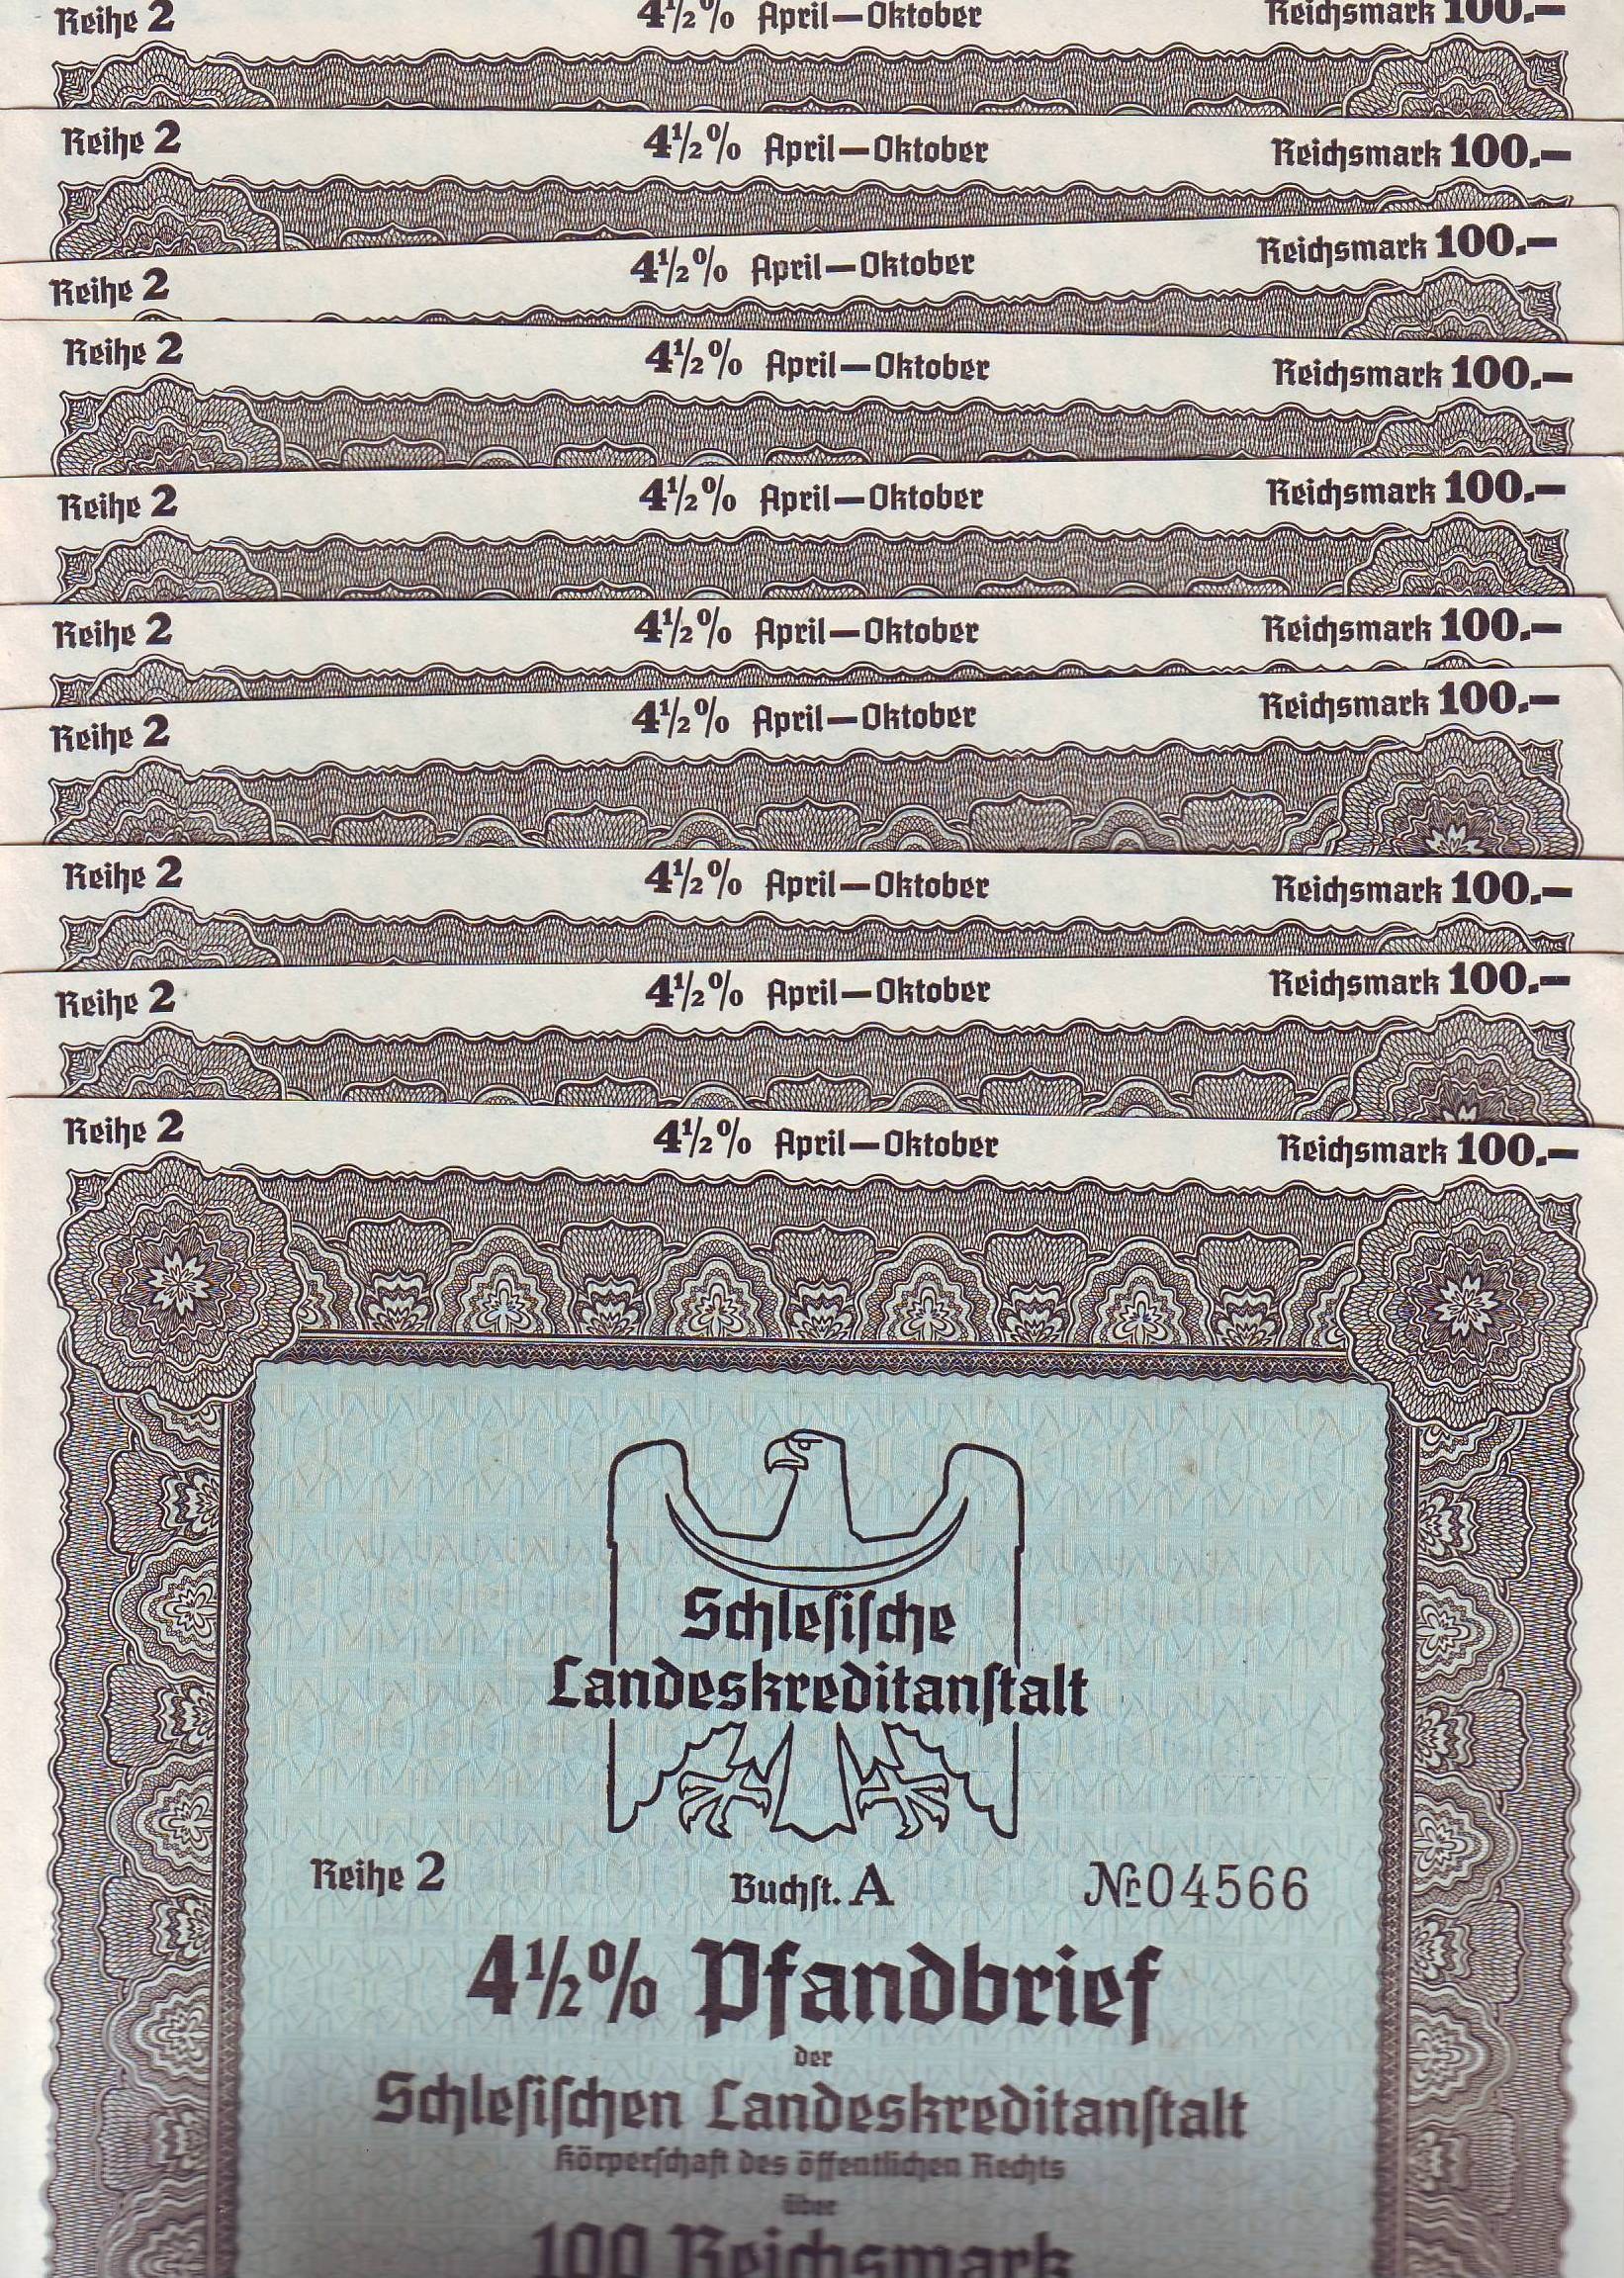 Reihe 2 4½% April—Oktober Reichsmark 100.—
Reihe 2 4½% April—Oktober Reichsmark 100.—
Reihe 2 4½% April—Oktober Reichsmark 100.—
Reihe 2 4½% April—Oktober Reichsmark 100.—
Reihe 2 4½% April—Oktober Reichsmark 100.—
Reihe 2 4½% April—Oktober Reichsmark 100.—
Reihe 2 4½% April—Oktober Reichsmark 100.—
Reihe 2 4½% April—Oktober Reichsmark 100.—
Reihe 2 4½% April—Oktober Reichsmark 100.—
Reihe 2 4½% April—Oktober Reichsmark 100.—
Schleſiſche
Landeskreditanſtalt
Reihe 2 Buchſt. A Nr 04566
4½% Pfandbrief
der
Schleſiſchen Landeskreditanſtalt
Körperſchaft des öffentlichen Rechts
über
100 Reichsmark